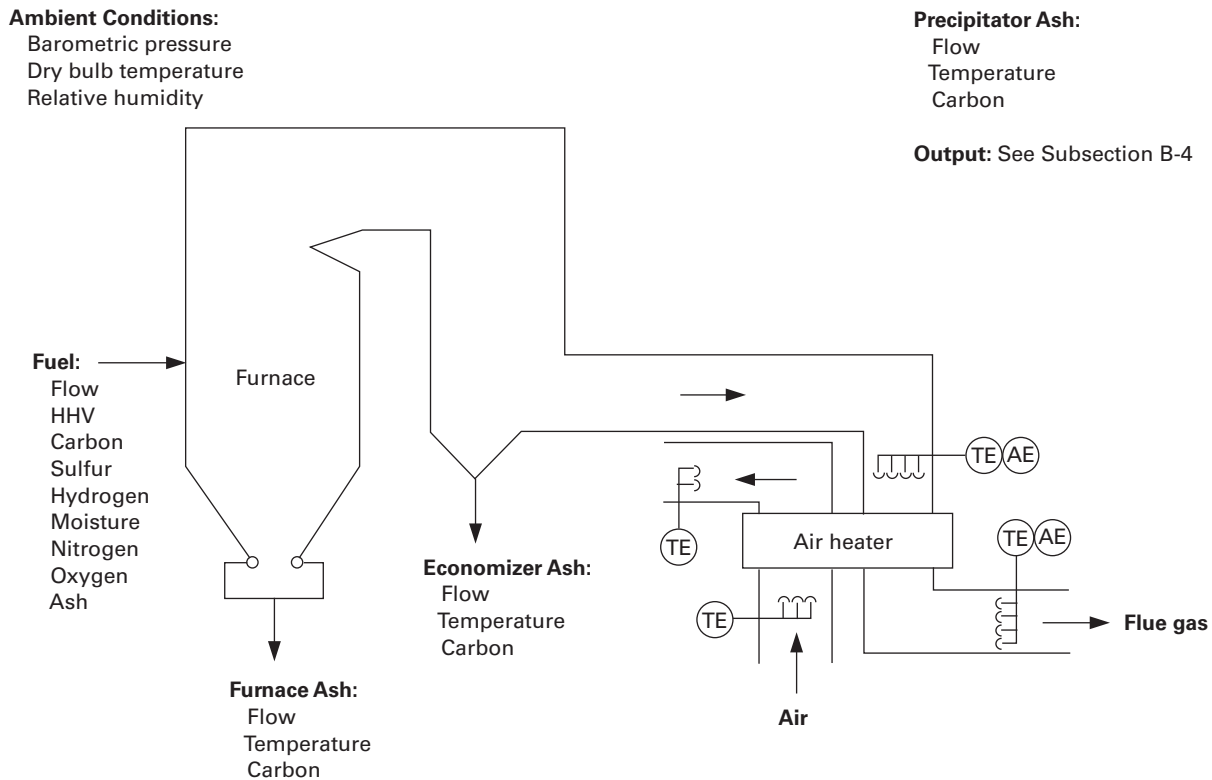 Ambient Conditions:
Barometric pressure
Dry bulb temperature
Relative humidity
Precipitator Ash:
Flow
Temperature
Carbon
Output: See Subsection B-4
Fuel:
Flow
HHV
Carbon
Sulfur
Hydrogen
Moisture
Nitrogen
Oxygen
Ash
Furnace
TE AE
TE
Air heater
TE AE
TE
Flue gas
Air
Economizer Ash:
Flow
Temperature
Carbon
Furnace Ash:
Flow
Temperature
Carbon